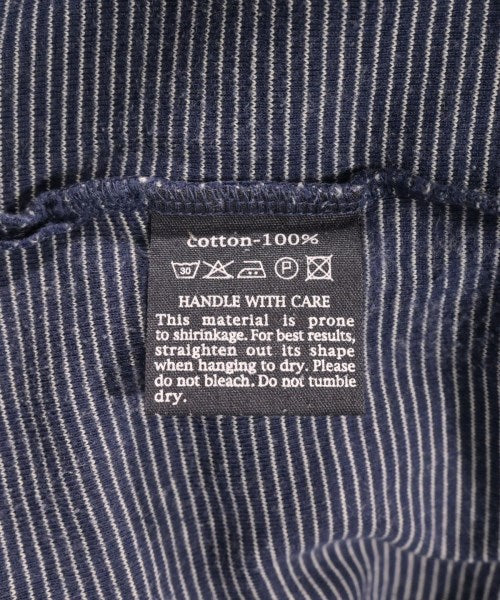 cotton-100%
30 P
HANDLE WITH CARE
This material is prone
to shirinkage. For best results,
straighten out its shape
when hanging to dry. Please
do not bleach. Do not tumble
dry.